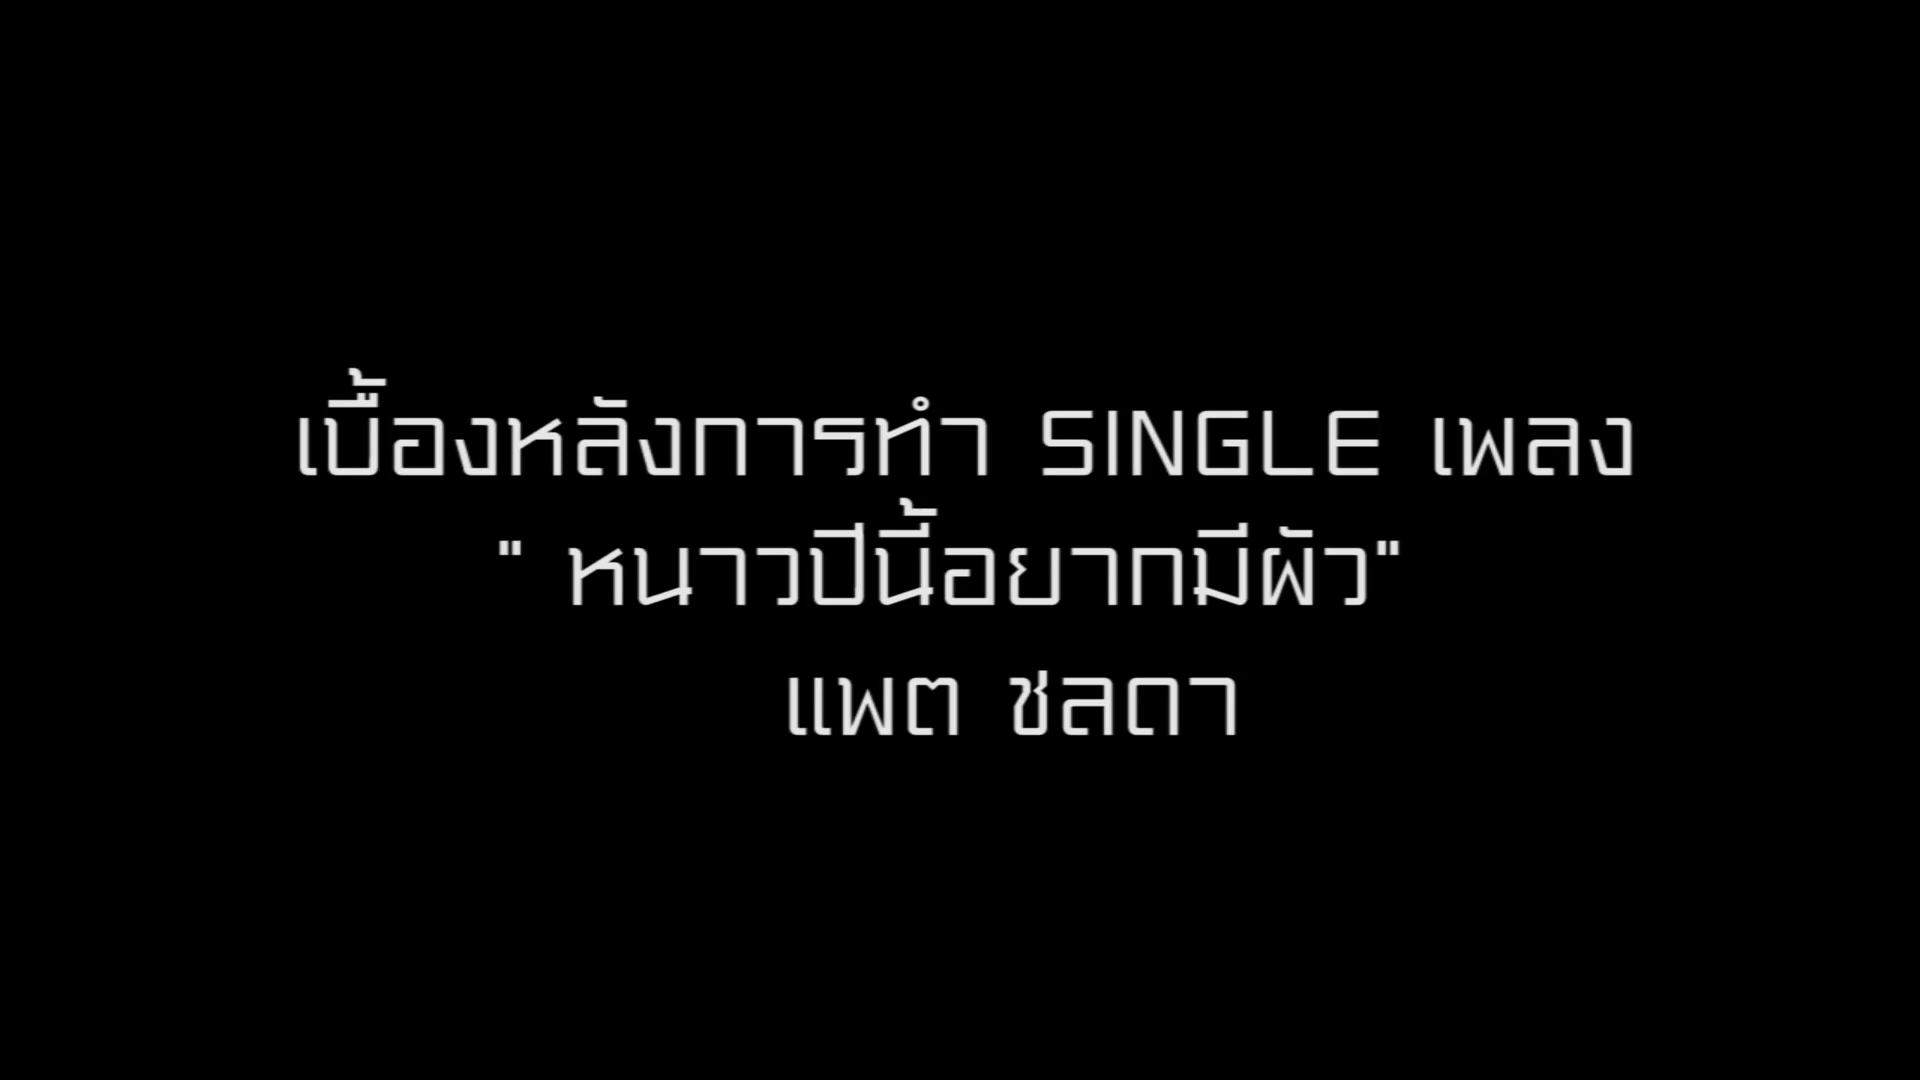 เบื้องหลังการทำ SINGLE เพลง
" หนาวปีนี้อยากมีผัว"
แพต ชลดา